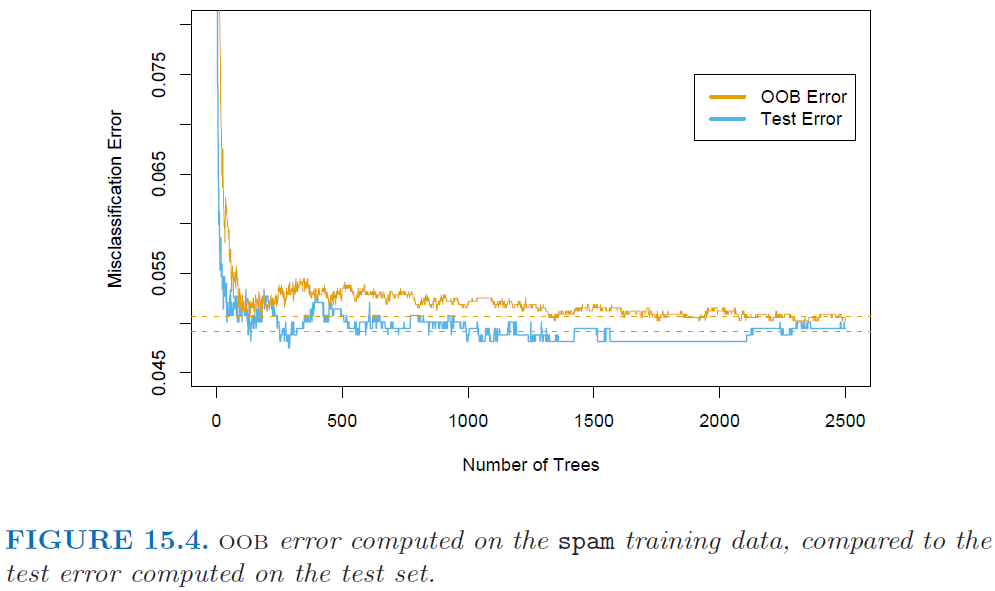 Misclassification Error
0.075
0.065
0.055
0.045
OOB Error
Test Error
0
500
1000
1500
2000
2500
Number of Trees
FIGURE 15.4. OOB error computed on the spam training data, compared to the
test error computed on the test set.